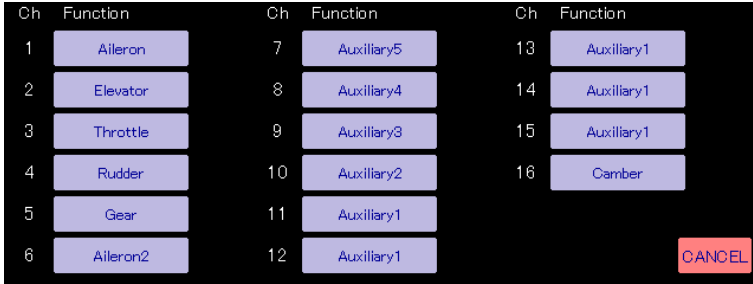 Ch Function Ch Function Ch Function
1 Aileron 7 Auxiliary5 13 Auxiliary1
2 Elevator 8 Auxiliary4 14 Auxiliary1
3 Throttle 9 Auxiliary3 15 Auxiliary1
4 Rudder 10 Auxiliary2 16 Camber
5 Gear 11 Auxiliary1
6 Aileron2 12 Auxiliary1 CANCEL